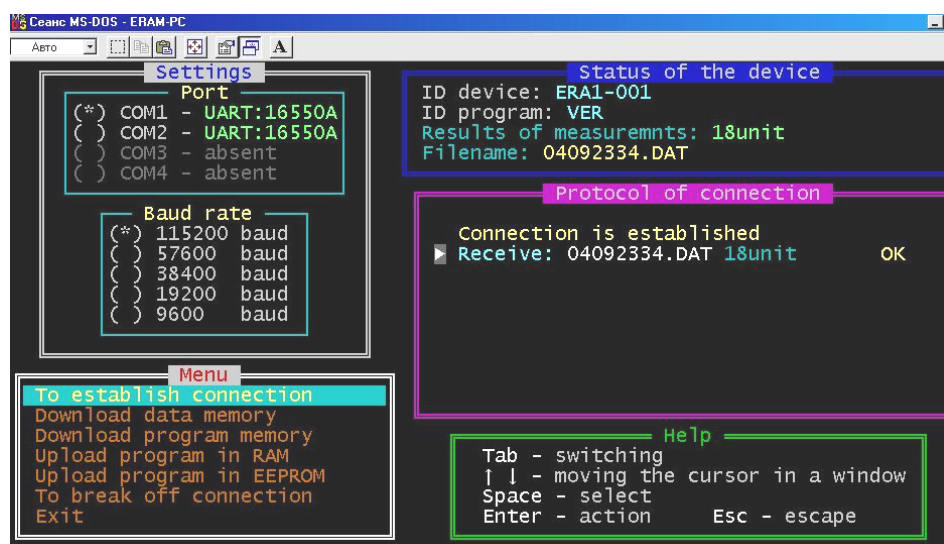 Сеанс MS-DOS - ERAM-PC
Авто
A
Settings
Port
(*) COM1 - UART:16550A
( ) COM2 - UART:16550A
( ) COM3 - absent
( ) COM4 - absent
Baud rate
(*) 115200 baud
( ) 57600 baud
( ) 38400 baud
( ) 19200 baud
( ) 9600 baud
Menu
To establish connection
Download data memory
Download program memory
Upload program in RAM
Upload program in EEPROM
To break off connection
Exit
Status of the device
ID device: ERA1-001
ID program: VER
Results of measuremnts: 18unit
Filename: 04092334.DAT
Protocol of connection
Connection is established
Receive: 04092334.DAT 18unit OK
Help
Tab - switching
↑ ↓ - moving the cursor in a window
Space - select
Enter - action Esc - escape